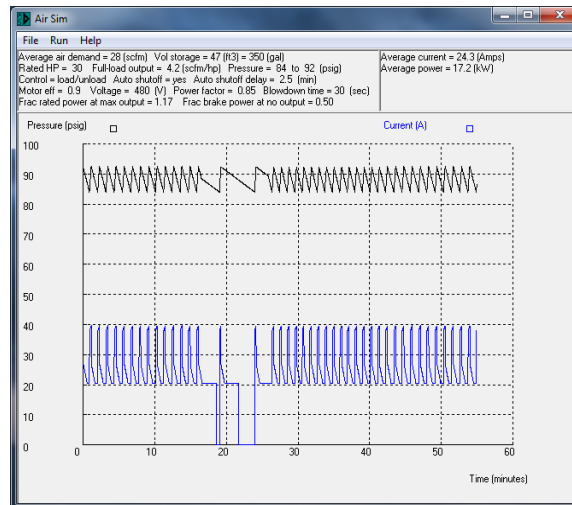 Air Sim
File Run Help
Average air demand = 28 (scfm) Vol storage = 47 (ft3) = 350 (gal)
Rated HP = 30 Full-load output = 4.2 (scfm/hp) Pressure = 84 to 92 (psig)
Control = load/unload Auto shutoff = yes Auto shutoff delay = 2.5 (min)
Motor eff = 0.9 Voltage = 480 (V) Power factor = 0.85 Blowdown time = 30 (sec)
Frac rated power at max output = 1.17 Frac brake power at no output = 0.50
Average current = 24.3 (Amps)
Average power = 17.2 (kW)
Pressure (psig) Current (A)
100
90
80
70
60
50
40
30
20
10
0
0 10 20 30 40 50 60
Time (minutes)